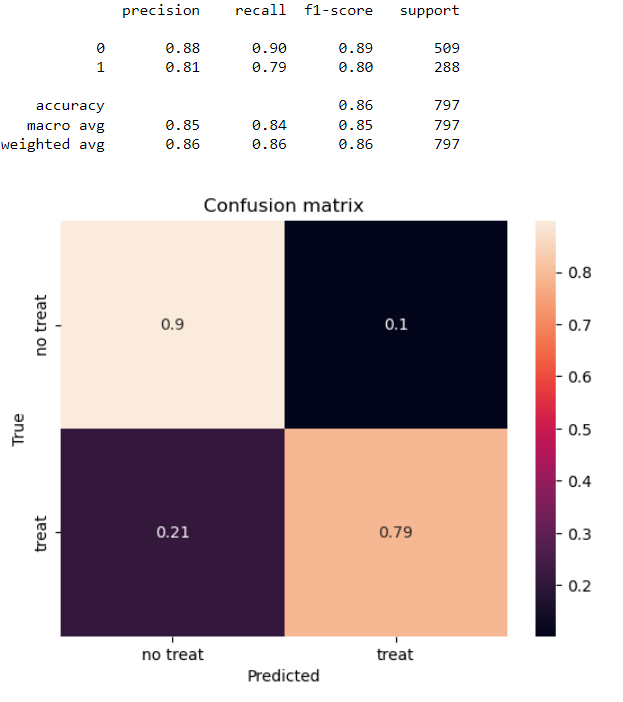 precision recall f1-score support
0 0.88 0.90 0.89 509
1 0.81 0.79 0.80 288
accuracy 0.86 797
macro avg 0.85 0.84 0.85 797
weighted avg 0.86 0.86 0.86 797
Confusion matrix
no treat
0.9
0.1
treat
0.21
0.79
True
no treat
treat
Predicted
0.8
0.7
0.6
0.5
0.4
0.3
0.2